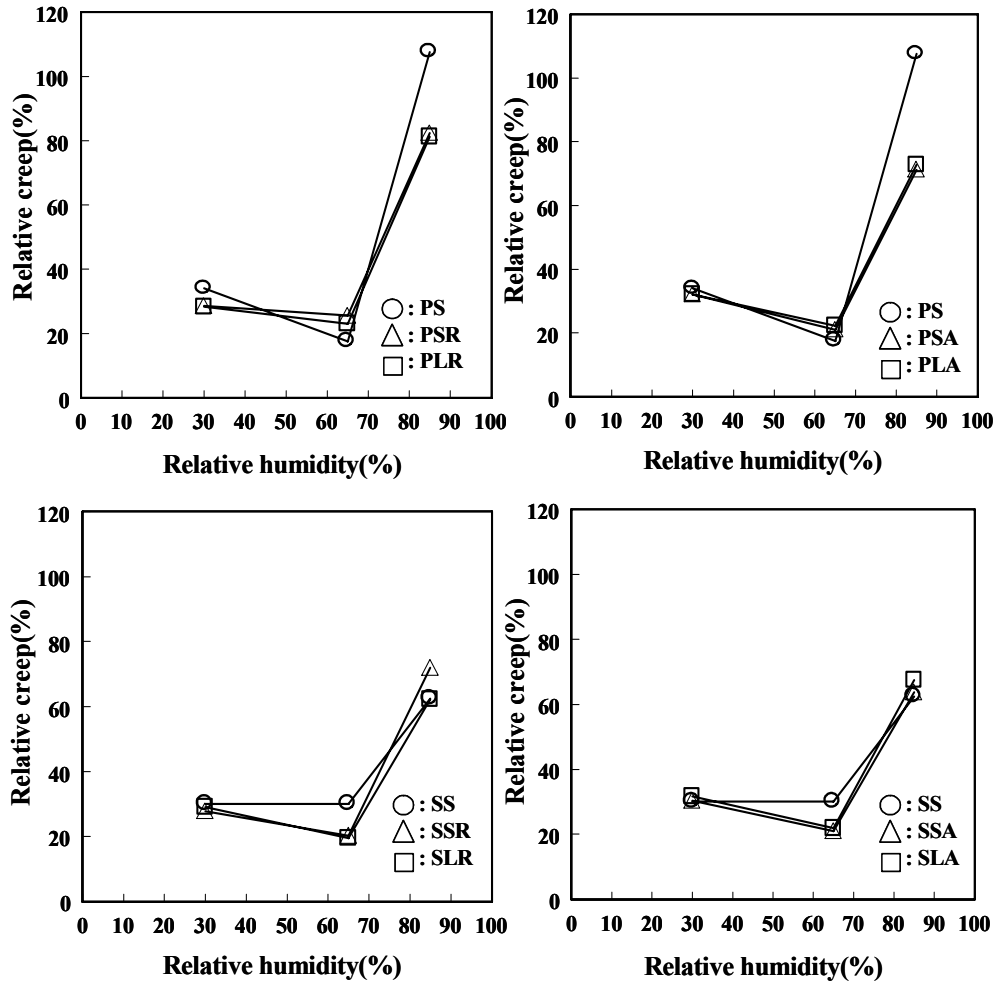 120
100
80
60
40
20
0
Relative creep(%)
: PS
: PSR
: PLR
0 10 20 30 40 50 60 70 80 90 100
Relative humidity(%)
120
100
80
60
40
20
0
Relative creep(%)
: PS
: PSA
: PLA
0 10 20 30 40 50 60 70 80 90 100
Relative humidity(%)
120
100
80
60
40
20
0
Relative creep(%)
: SS
: SSR
: SLR
0 10 20 30 40 50 60 70 80 90 100
Relative humidity(%)
120
100
80
60
40
20
0
Relative creep(%)
: SS
: SSA
: SLA
0 10 20 30 40 50 60 70 80 90 100
Relative humidity(%)